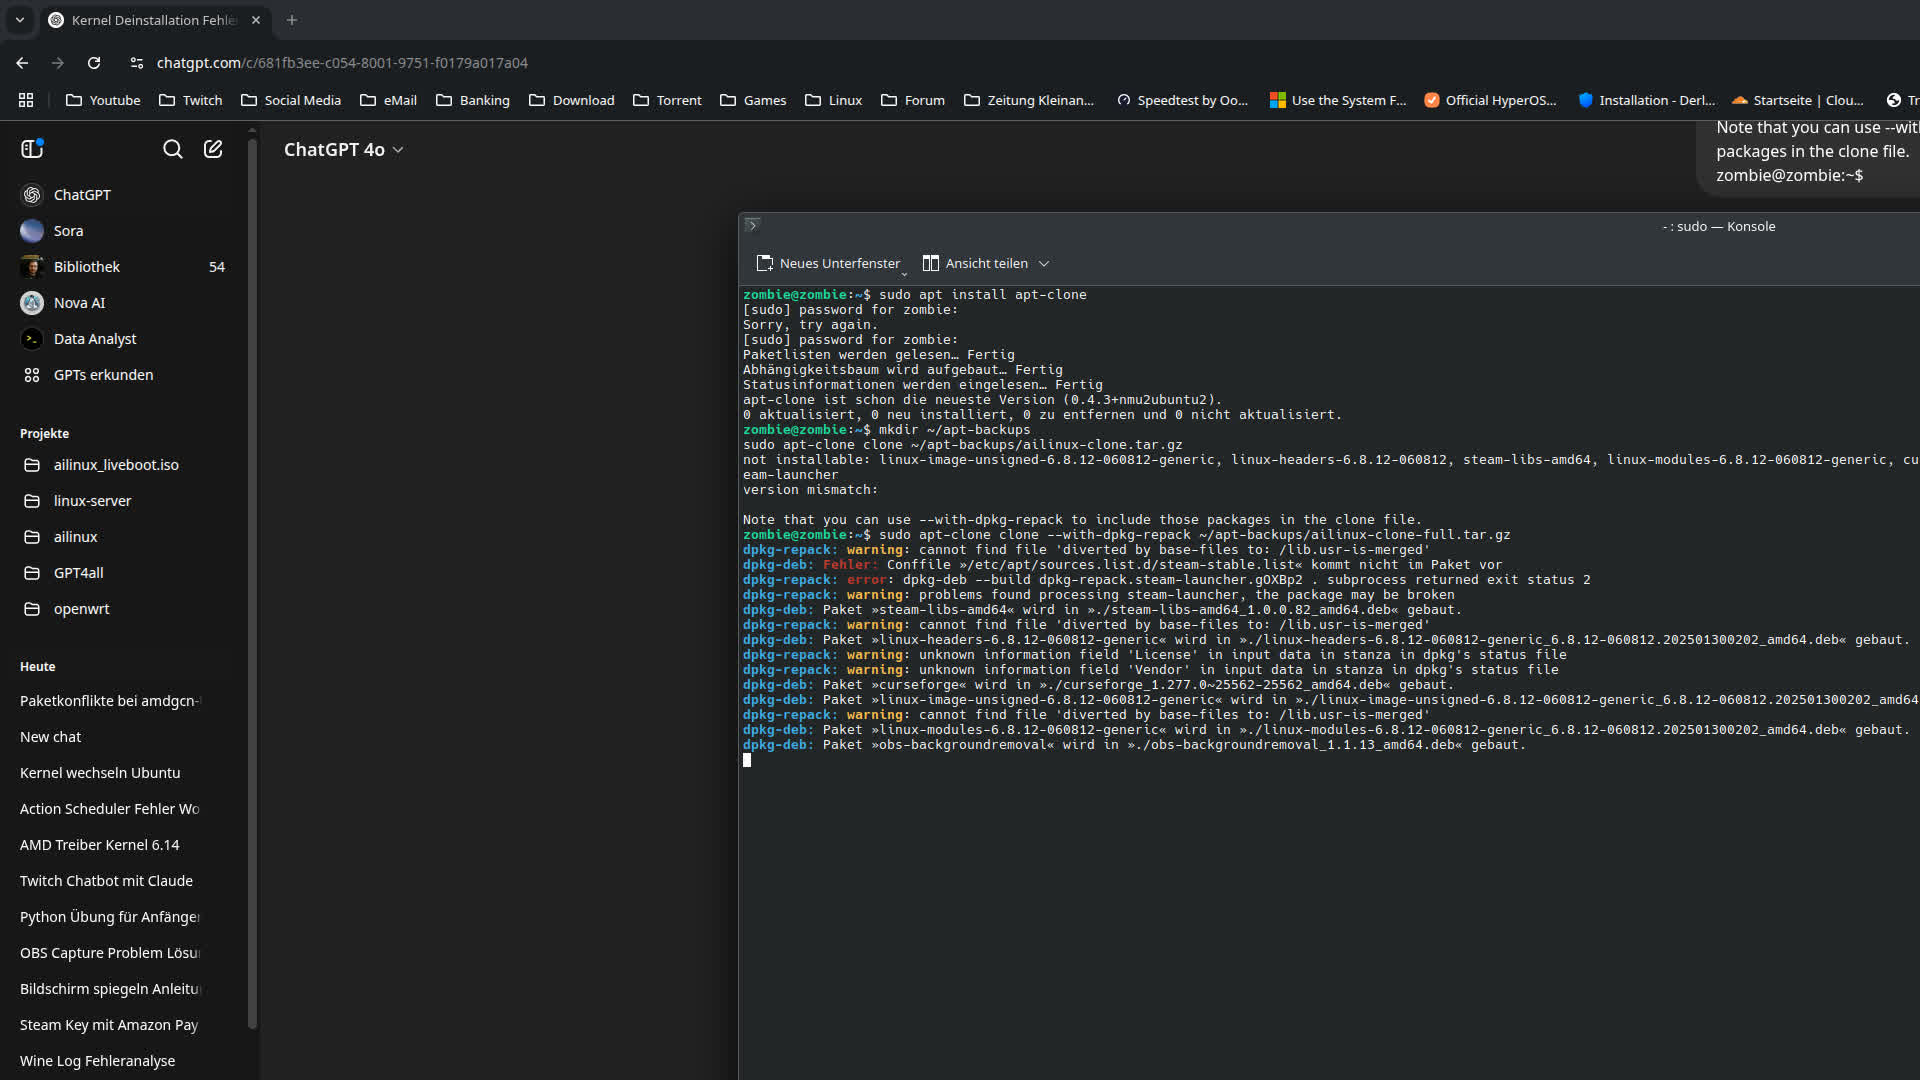 Kernel Deinstallation Fehle
chatgpt.com/c/681fb3ee-c054-8001-9751-f0179a017a04
Youtube
Twitch
Social Media
eMail
Banking
Download
Torrent
Games
Linux
Forum
Zeitung Kleinan...
Speedtest by Oo...
Use the System F...
Official HyperOS...
Installation - Derl...
Startseite | Clou...
Tr
ChatGPT
Sora
Bibliothek 54
Nova AI
Data Analyst
GPTs erkunden
Projekte
ailinux_liveboot.iso
linux-server
ailinux
GPT4all
openwrt
Heute
Paketkonflikte bei amdgcn-
New chat
Kernel wechseln Ubuntu
Action Scheduler Fehler Wo
AMD Treiber Kernel 6.14
Twitch Chatbot mit Claude
Python Übung für Anfänger
OBS Capture Problem Lösu
Bildschirm spiegeln Anleitu
Steam Key mit Amazon Pay
Wine Log Fehleranalyse
ChatGPT 4o
Note that you can use --with
packages in the clone file.
zombie@zombie:~$
- : sudo — Konsole
Neues Unterfenster
Ansicht teilen
zombie@zombie:~$ sudo apt install apt-clone
[sudo] password for zombie:
Sorry, try again.
[sudo] password for zombie:
Paketlisten werden gelesen… Fertig
Abhängigkeitsbaum wird aufgebaut… Fertig
Statusinformationen werden eingelesen… Fertig
apt-clone ist schon die neueste Version (0.4.3+nmu2ubuntu2).
0 aktualisiert, 0 neu installiert, 0 zu entfernen und 0 nicht aktualisiert.
zombie@zombie:~$ mkdir ~/apt-backups
sudo apt-clone clone ~/apt-backups/ailinux-clone.tar.gz
not installable: linux-image-unsigned-6.8.12-060812-generic, linux-headers-6.8.12-060812, steam-libs-amd64, linux-modules-6.8.12-060812-generic, cu
eam-launcher
version mismatch:
Note that you can use --with-dpkg-repack to include those packages in the clone file.
zombie@zombie:~$ sudo apt-clone clone --with-dpkg-repack ~/apt-backups/ailinux-clone-full.tar.gz
dpkg-repack: warning: cannot find file 'diverted by base-files to: /lib.usr-is-merged'
dpkg-deb: Fehler: Conffile »/etc/apt/sources.list.d/steam-stable.list« kommt nicht im Paket vor
dpkg-repack: error: dpkg-deb --build dpkg-repack.steam-launcher.gOXBp2 . subprocess returned exit status 2
dpkg-repack: warning: problems found processing steam-launcher, the package may be broken
dpkg-deb: Paket »steam-libs-amd64« wird in »./steam-libs-amd64_1.0.0.82_amd64.deb« gebaut.
dpkg-repack: warning: cannot find file 'diverted by base-files to: /lib.usr-is-merged'
dpkg-deb: Paket »linux-headers-6.8.12-060812-generic« wird in »./linux-headers-6.8.12-060812-generic_6.8.12-060812.202501300202_amd64.deb« gebaut.
dpkg-repack: warning: unknown information field 'License' in input data in stanza in dpkg's status file
dpkg-repack: warning: unknown information field 'Vendor' in input data in stanza in dpkg's status file
dpkg-deb: Paket »curseforge« wird in »./curseforge_1.277.0~25562-25562_amd64.deb« gebaut.
dpkg-deb: Paket »linux-image-unsigned-6.8.12-060812-generic« wird in »./linux-image-unsigned-6.8.12-060812-generic_6.8.12-060812.202501300202_amd64
dpkg-repack: warning: cannot find file 'diverted by base-files to: /lib.usr-is-merged'
dpkg-deb: Paket »linux-modules-6.8.12-060812-generic« wird in »./linux-modules-6.8.12-060812-generic_6.8.12-060812.202501300202_amd64.deb« gebaut.
dpkg-deb: Paket »obs-backgroundremoval« wird in »./obs-backgroundremoval_1.1.13_amd64.deb« gebaut.